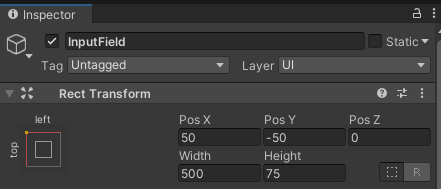 Inspector
InputField
Static
Tag Untagged Layer UI
Rect Transform
left
top
Pos X Pos Y Pos Z
50 -50 0
Width Height
500 75
R